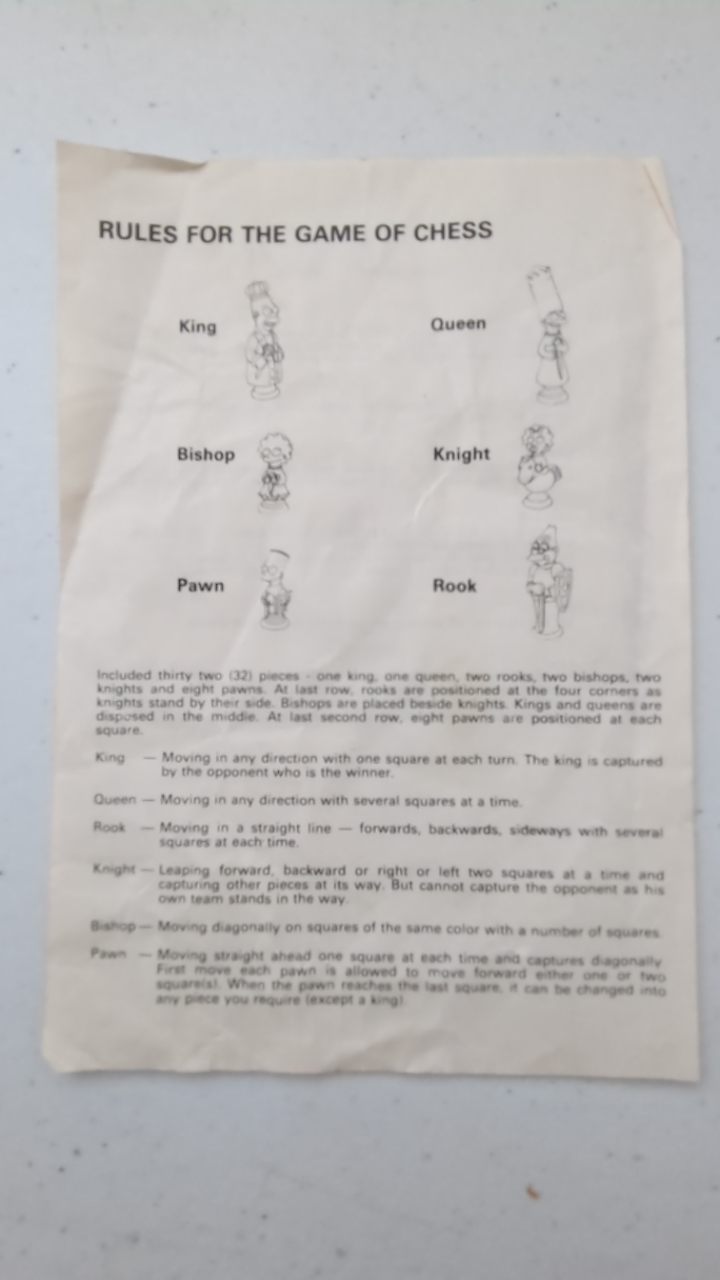 RULES FOR THE GAME OF CHESS
King
Queen
Bishop
Knight
Pawn
Rook
Included thirty two (32) pieces - one king, one queen, two rooks, two bishops, two
knights and eight pawns. At last row, rooks are positioned at the four corners as
knights stand by their side. Bishops are placed beside knights. Kings and queens are
disposed in the middle. At last second row, eight pawns are positioned at each
square.
King — Moving in any direction with one square at each turn. The king is captured
by the opponent who is the winner.
Queen — Moving in any direction with several squares at a time.
Rook — Moving in a straight line — forwards, backwards, sideways with several
squares at each time.
Knight — Leaping forward, backward or right or left two squares at a time and
capturing other pieces at its way. But cannot capture the opponent as his
own team stands in the way.
Bishop — Moving diagonally on squares of the same color with a number of squares.
Pawn — Moving straight ahead one square at each time and captures diagonally.
First move each pawn is allowed to move forward either one or two
square(s). When the pawn reaches the last square, it can be changed into
any piece you require (except a king).